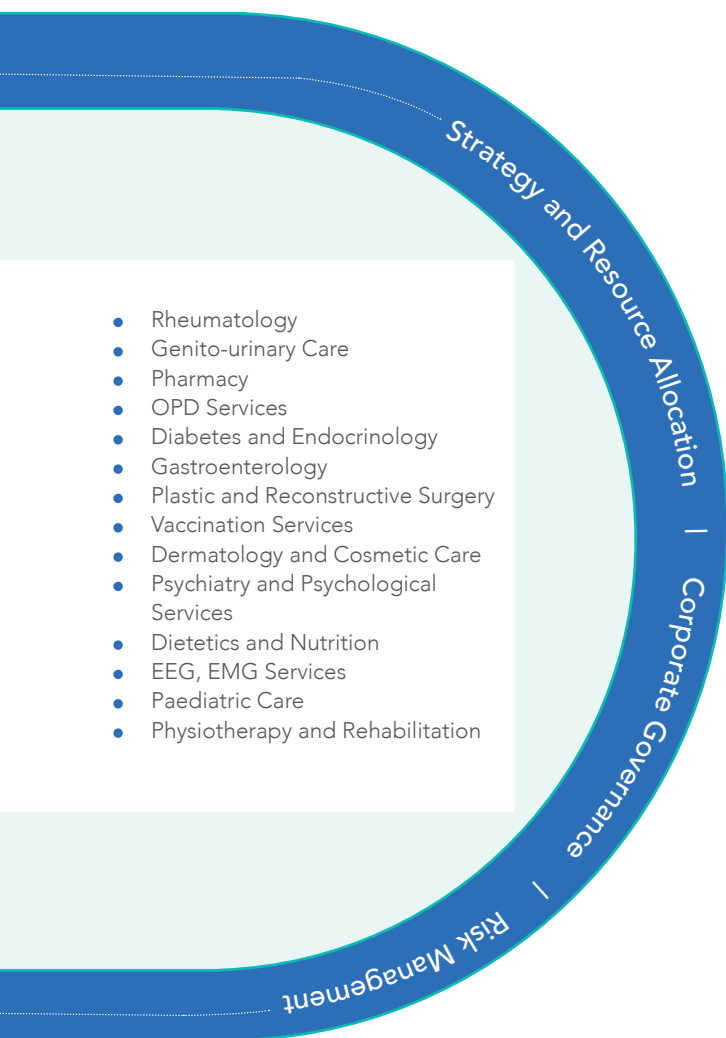 Strategy and Resource Allocation | Corporate Governance | Risk Management
• Rheumatology
• Genito-urinary Care
• Pharmacy
• OPD Services
• Diabetes and Endocrinology
• Gastroenterology
• Plastic and Reconstructive Surgery
• Vaccination Services
• Dermatology and Cosmetic Care
• Psychiatry and Psychological
Services
• Dietetics and Nutrition
• EEG, EMG Services
• Paediatric Care
• Physiotherapy and Rehabilitation